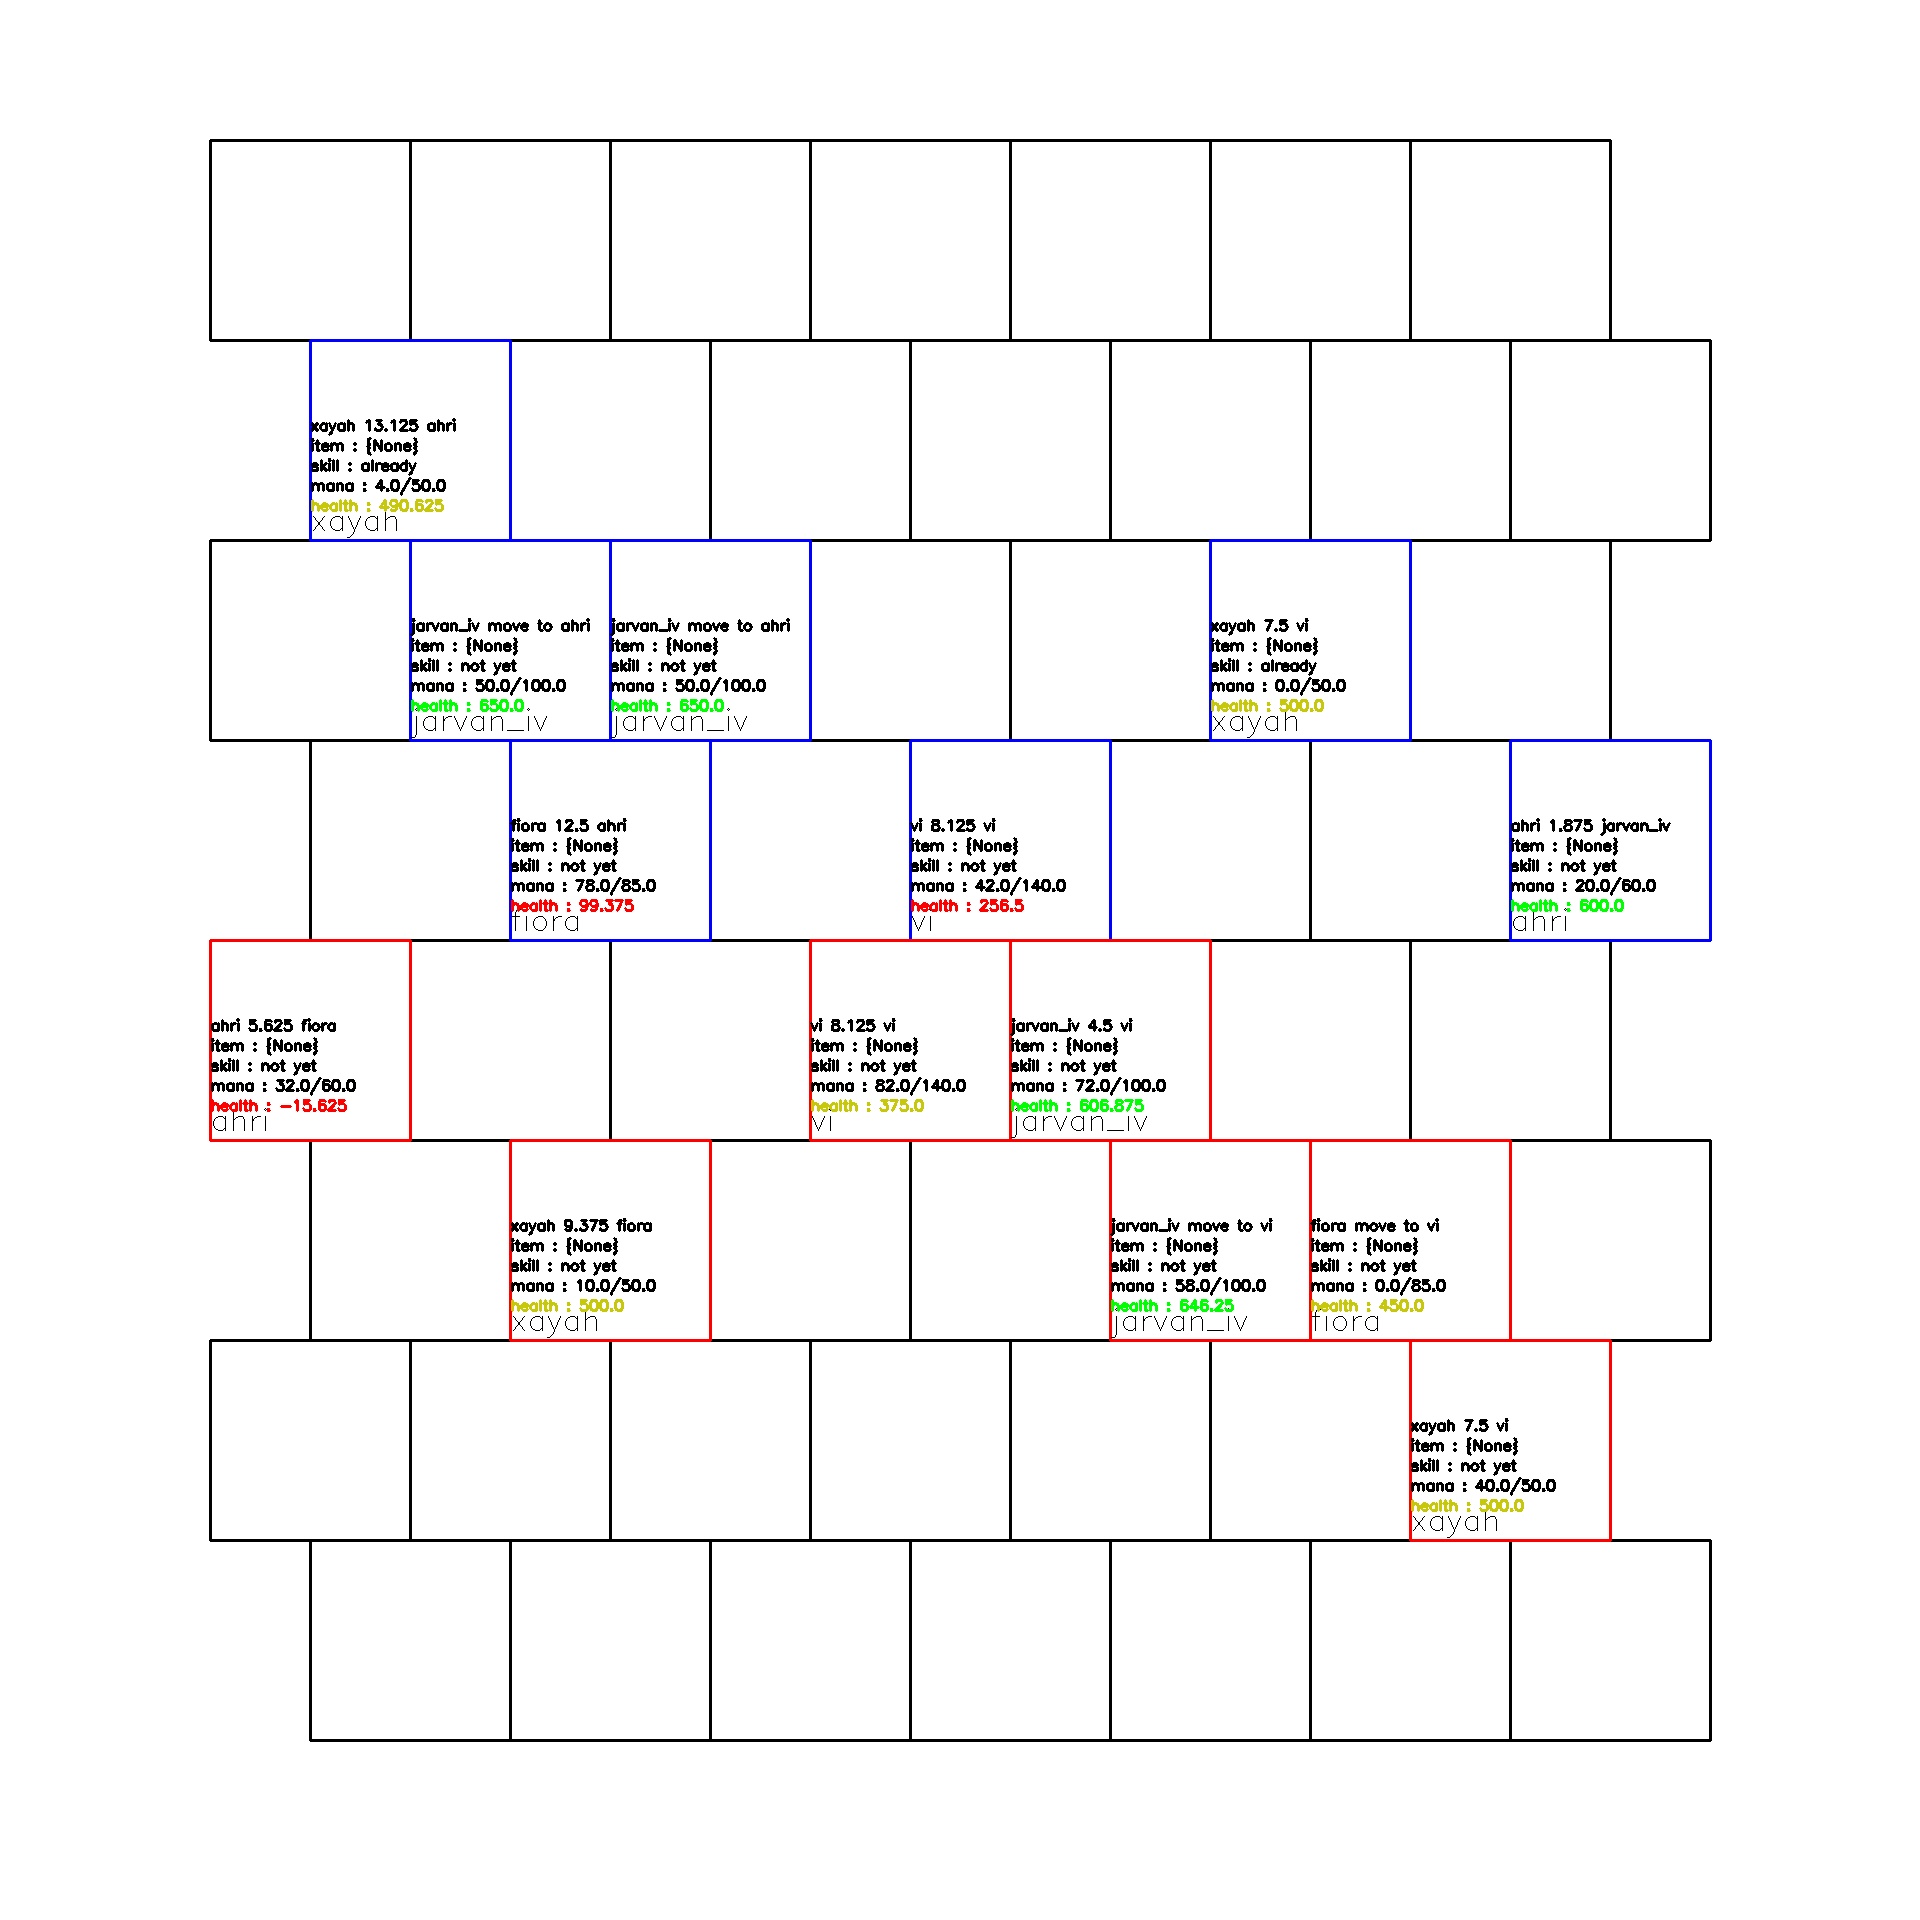 xayah 13.125 ahri
item : {None}
skill : already
mana : 4.0/50.0
health : 490.625
xayah
jarvan_iv move to ahri
item : {None}
skill : not yet
mana : 50.0/100.0
health : 650.0
jarvan_iv
jarvan_iv move to ahri
item : {None}
skill : not yet
mana : 50.0/100.0
health : 650.0
jarvan_iv
xayah 7.5 vi
item : {None}
skill : already
mana : 0.0/50.0
health : 500.0
xayah
fiora 12.5 ahri
item : {None}
skill : not yet
mana : 78.0/85.0
health : 99.375
fiora
vi 8.125 vi
item : {None}
skill : not yet
mana : 42.0/140.0
health : 256.5
vi
ahri 1.875 jarvan_iv
item : {None}
skill : not yet
mana : 20.0/60.0
health : 600.0
ahri
ahri 5.625 fiora
item : {None}
skill : not yet
mana : 32.0/60.0
health : -15.625
ahri
vi 8.125 vi
item : {None}
skill : not yet
mana : 82.0/140.0
health : 375.0
vi
jarvan_iv 4.5 vi
item : {None}
skill : not yet
mana : 72.0/100.0
health : 606.875
jarvan_iv
xayah 9.375 fiora
item : {None}
skill : not yet
mana : 10.0/50.0
health : 500.0
xayah
jarvan_iv move to vi
item : {None}
skill : not yet
mana : 58.0/100.0
health : 646.25
jarvan_iv
fiora move to vi
item : {None}
skill : not yet
mana : 0.0/85.0
health : 450.0
fiora
xayah 7.5 vi
item : {None}
skill : not yet
mana : 40.0/50.0
health : 500.0
xayah